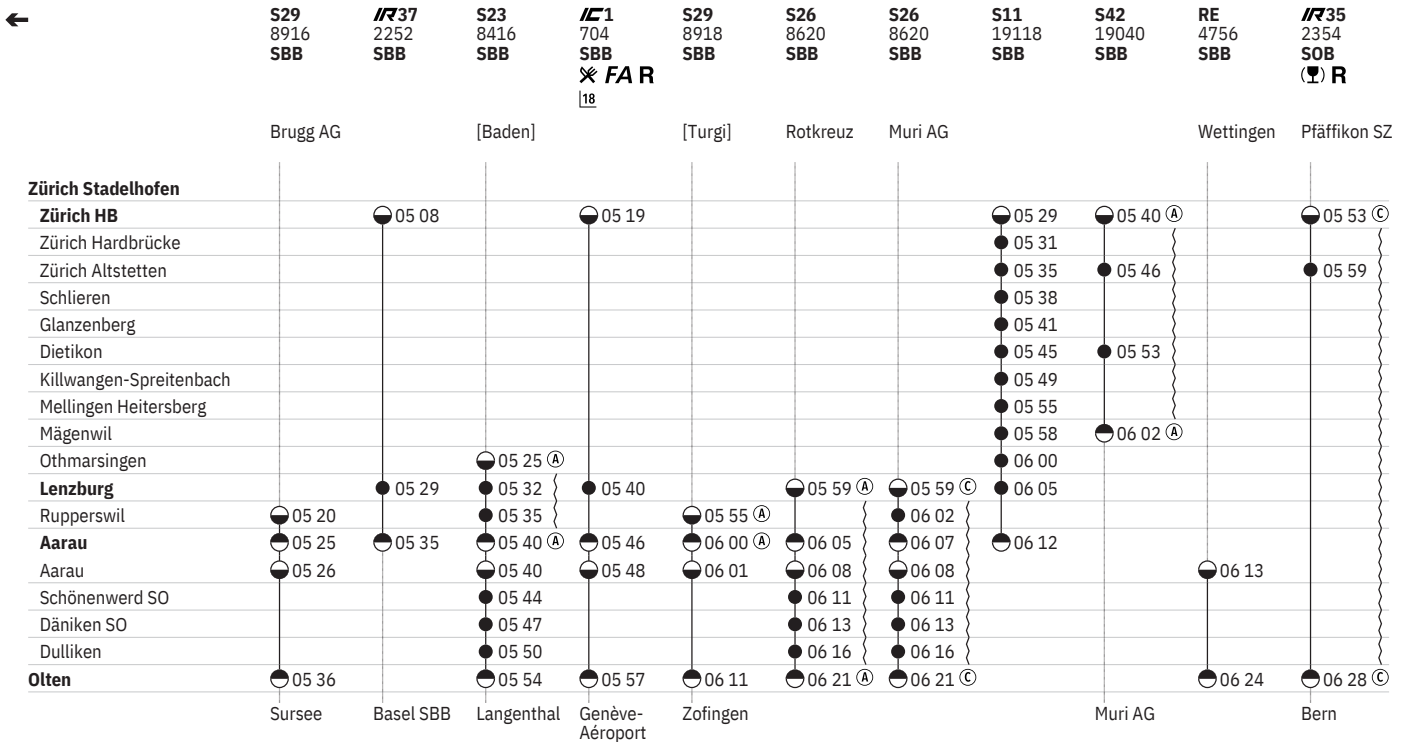 S29 IR37 S23 IC1 S29 S26 S26 S11 S42 RE IR35
8916 2252 8416 704 8918 8620 8620 19118 19040 4756 2354
SBB SBB SBB SBB SBB SBB SBB SBB SBB SBB SOB
FA R R
18
Brugg AG [Baden] [Turgi] Rotkreuz Muri AG Wettingen Pfäffikon SZ
Zürich Stadelhofen
Zürich HB 05 08 05 19 05 29 05 40 A 05 53 C
Zürich Hardbrücke 05 31
Zürich Altstetten 05 35 05 46 05 59
Schlieren 05 38
Glanzenberg 05 41
Dietikon 05 45 05 53
Killwangen-Spreitenbach 05 49
Mellingen Heitersberg 05 55
Mägenwil 05 58 06 02 A
Othmarsingen 05 25 A 06 00
Lenzburg 05 29 05 32 05 40 05 59 A 05 59 C 06 05
Rupperswil 05 20 05 35 05 55 A 06 02
Aarau 05 25 05 35 05 40 A 05 46 06 00 A 06 05 06 07 06 12
Aarau 05 26 05 40 05 48 06 01 06 08 06 08 06 13
Schönenwerd SO 05 44 06 11 06 11
Däniken SO 05 47 06 13 06 13
Dulliken 05 50 06 16 06 16
Olten 05 36 05 54 05 57 06 11 06 21 A 06 21 C 06 24 06 28 C
Sursee Basel SBB Langenthal Genève- Zofingen Muri AG Bern
Aéroport